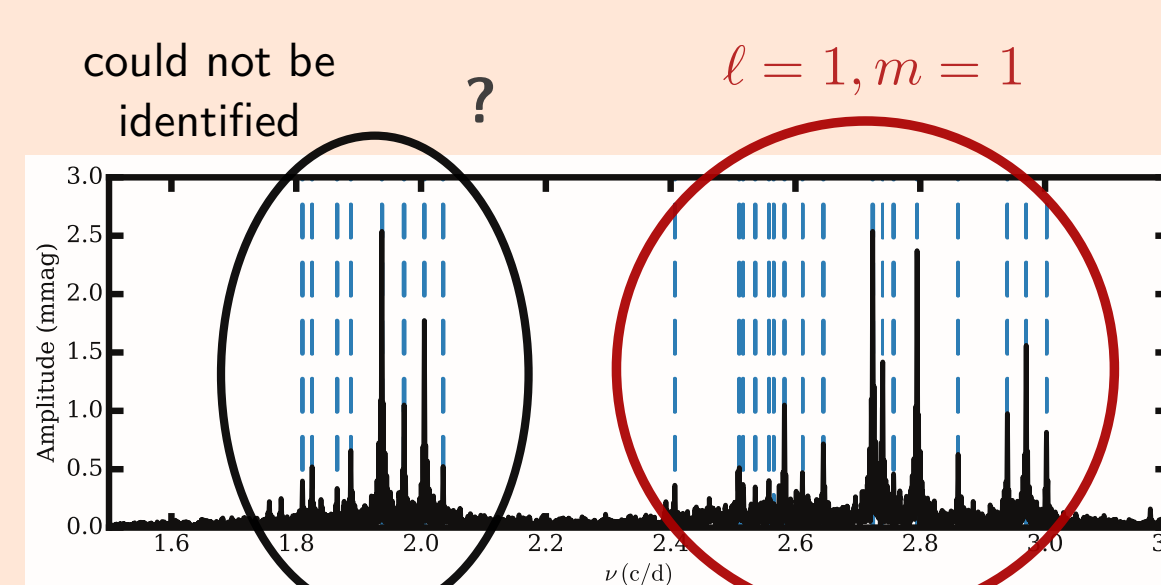 could not be
identified
?
ℓ = 1, m = 1
3.0
2.5
2.0
1.5
1.0
0.5
0.0
Amplitude (mmag)
1.6 1.8 2.0 2.2 2.4 2.6 2.8 3.0 3
ν (c/d)